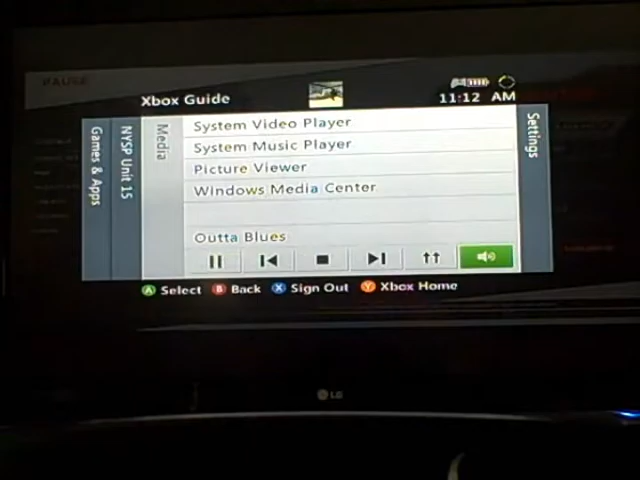 PAUSE
Xbox Guide
11:12 AM
Games & Apps
NYSP Unit 15
Media
System Video Player
System Music Player
Picture Viewer
Windows Media Center
Outta Blues
Settings
A Select B Back X Sign Out Y Xbox Home
LG